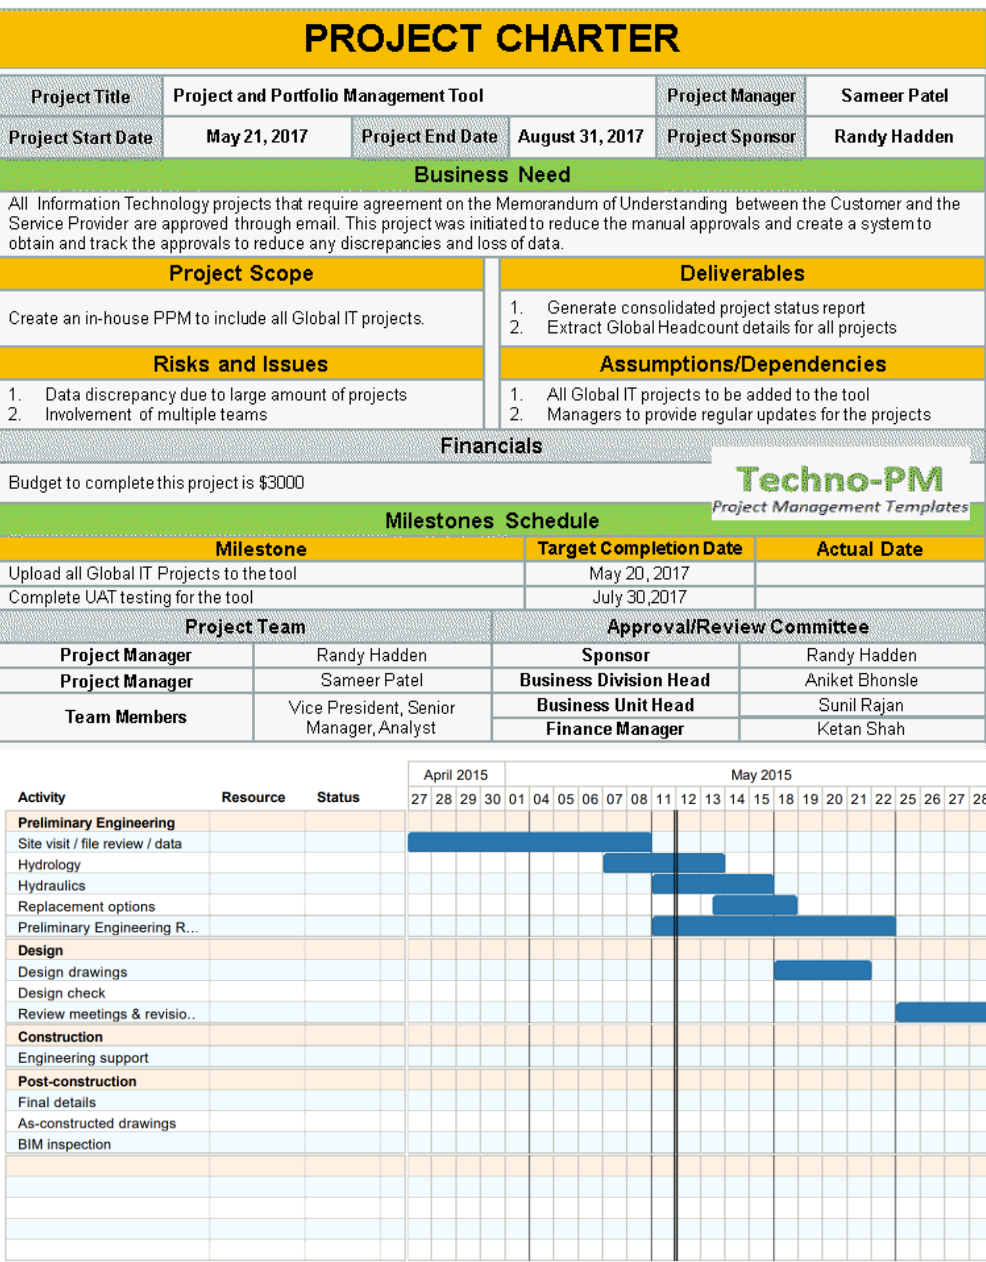 PROJECT CHARTER
Project Title Project and Portfolio Management Tool Project Manager Sameer Patel
Project Start Date May 21, 2017 Project End Date August 31, 2017 Project Sponsor Randy Hadden
Business Need
All Information Technology projects that require agreement on the Memorandum of Understanding between the Customer and the
Service Provider are approved through email. This project was initiated to reduce the manual approvals and create a system to
obtain and track the approvals to reduce any discrepancies and loss of data.
Project Scope
Create an in-house PPM to include all Global IT projects.
Deliverables
1. Generate consolidated project status report
2. Extract Global Headcount details for all projects
Risks and Issues
1. Data discrepancy due to large amount of projects
2. Involvement of multiple teams
Assumptions/Dependencies
1. All Global IT projects to be added to the tool
2. Managers to provide regular updates for the projects
Financials
Budget to complete this project is $3000
Techno-PM
Project Management Templates
Milestones Schedule
Milestone Target Completion Date Actual Date
Upload all Global IT Projects to the tool May 20, 2017
Complete UAT testing for the tool July 30,2017
Project Team Approval/Review Committee
Project Manager Randy Hadden Sponsor Randy Hadden
Project Manager Sameer Patel Business Division Head Aniket Bhonsle
Team Members Vice President, Senior
Manager, Analyst
Business Unit Head Sunil Rajan
Finance Manager Ketan Shah
April 2015 May 2015
Activity Resource Status 27 28 29 30 01 04 05 06 07 08 11 12 13 14 15 18 19 20 21 22 25 26 27 28
Preliminary Engineering
Site visit / file review / data
Hydrology
Hydraulics
Replacement options
Preliminary Engineering R...
Design
Design drawings
Design check
Review meetings & revisio..
Construction
Engineering support
Post-construction
Final details
As-constructed drawings
BIM inspection